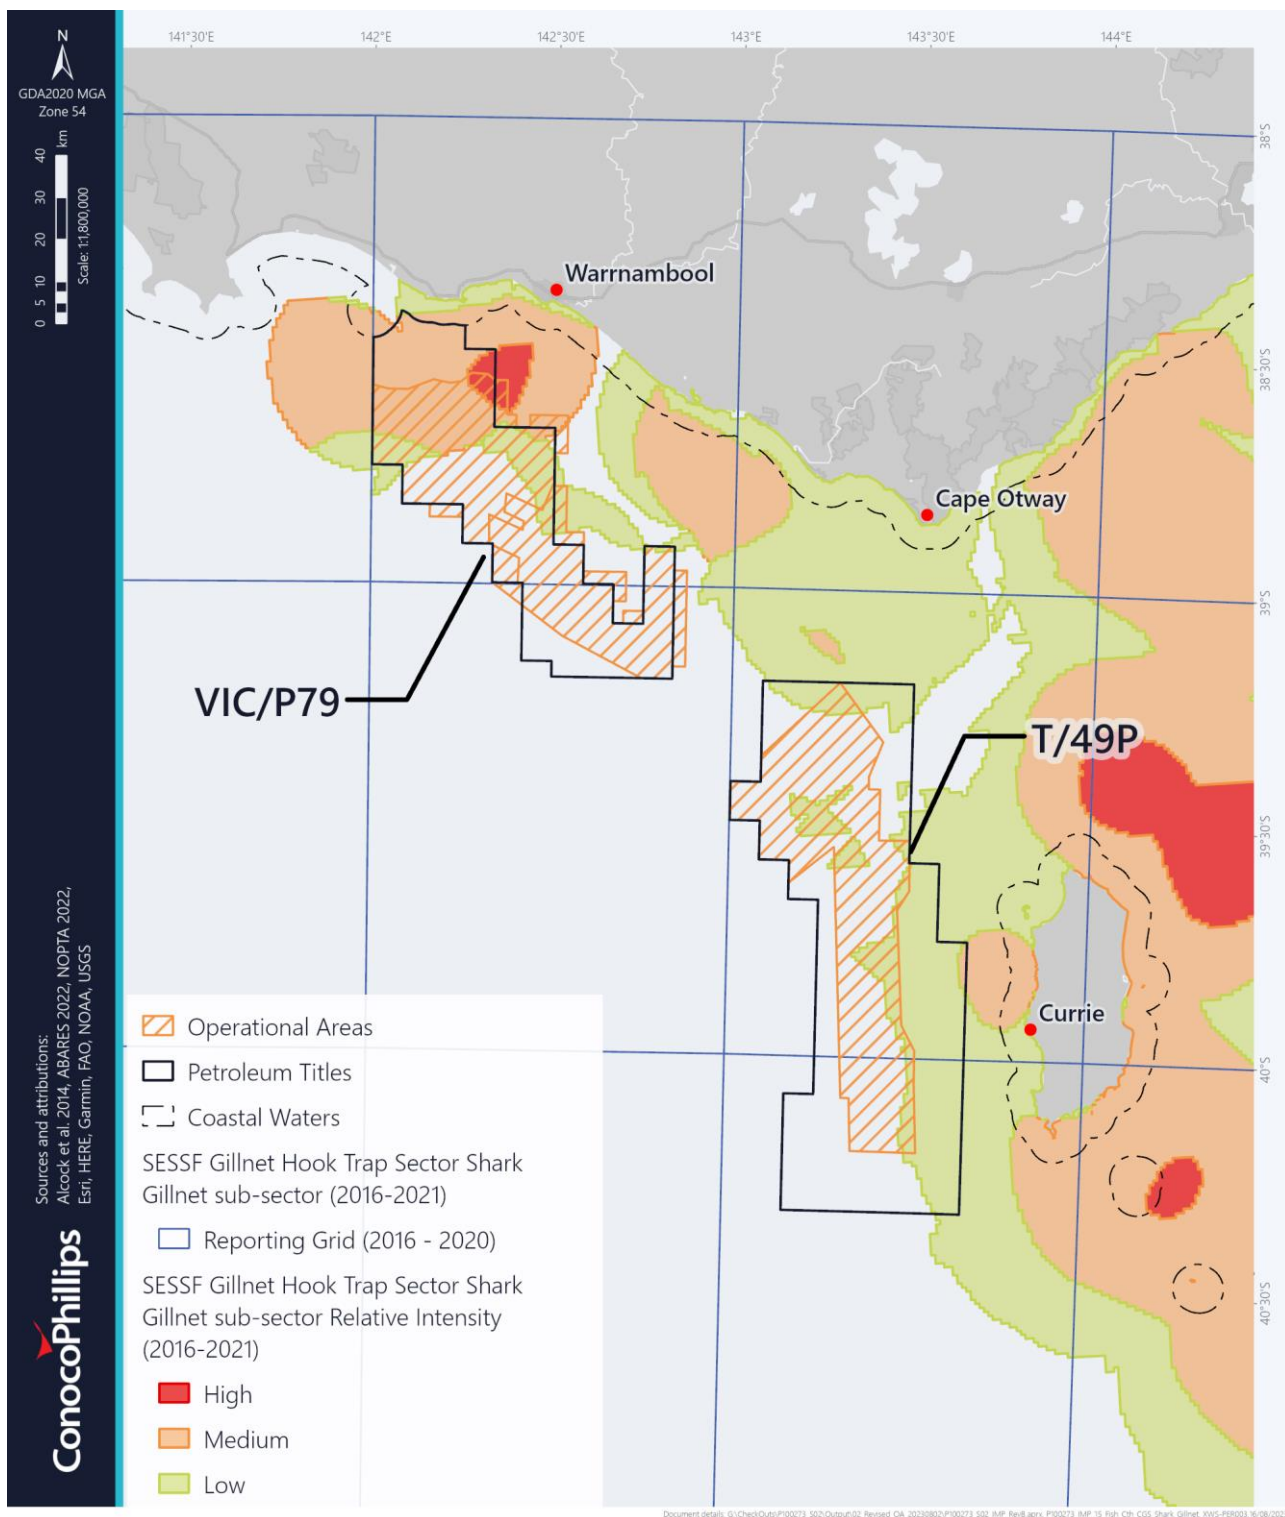 N
GDA2020 MGA
Zone 54
0 5 10 20 30 40 km
Scale: 1:1,800,000
141°30'E 142°E 142°30'E 143°E 143°30'E 144°E
38°S
38°30'S
39°S
39°30'S
40°S
40°30'S
Warrnambool
Cape Otway
VIC/P79
T/49P
Currie
Operational Areas
Petroleum Titles
Coastal Waters
SESSF Gillnet Hook Trap Sector Shark
Gillnet sub-sector (2016-2021)
Reporting Grid (2016 - 2020)
SESSF Gillnet Hook Trap Sector Shark
Gillnet sub-sector Relative Intensity
(2016-2021)
High
Medium
Low
Sources and attributions:
Alcock et al. 2014, ABARES 2022, NOPTA 2022,
Esri, HERE, Garmin, FAO, NOAA, USGS
ConocoPhillips
Document details: